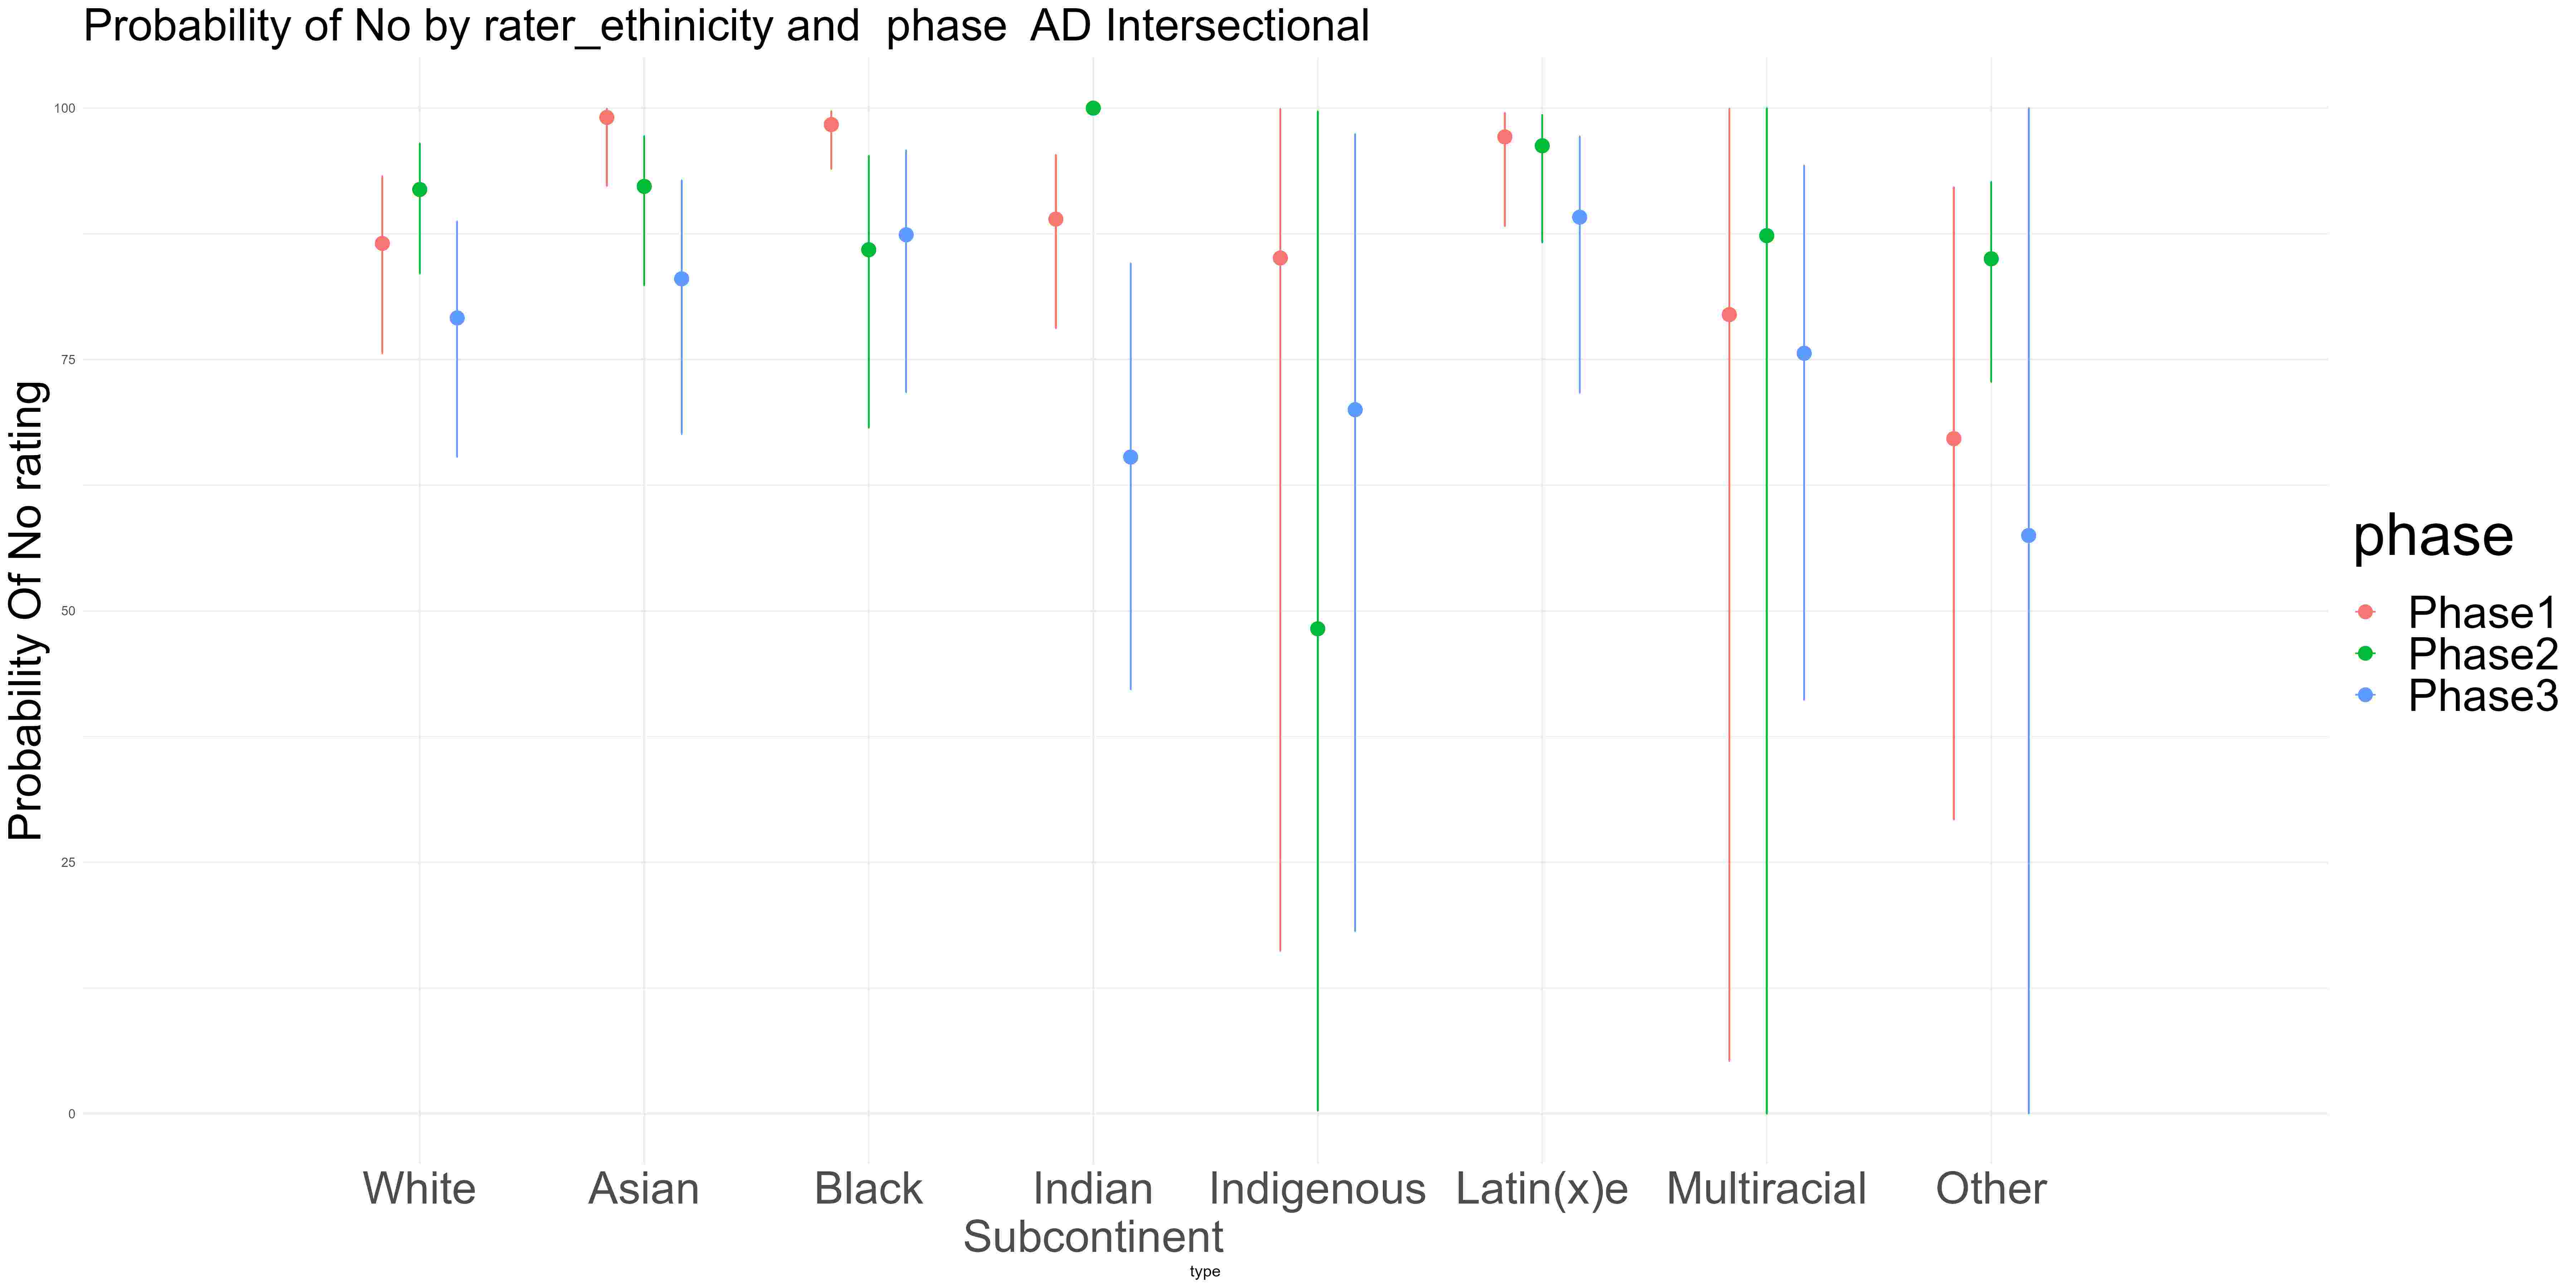 Probability of No by rater_ethinicity and  phase  AD Intersectional
Probability Of No rating
100
75
50
25
0
White
Asian
Black
Indian
Subcontinent
Indigenous
Latin(x)e
Multiracial
Other
type
phase
Phase1
Phase2
Phase3